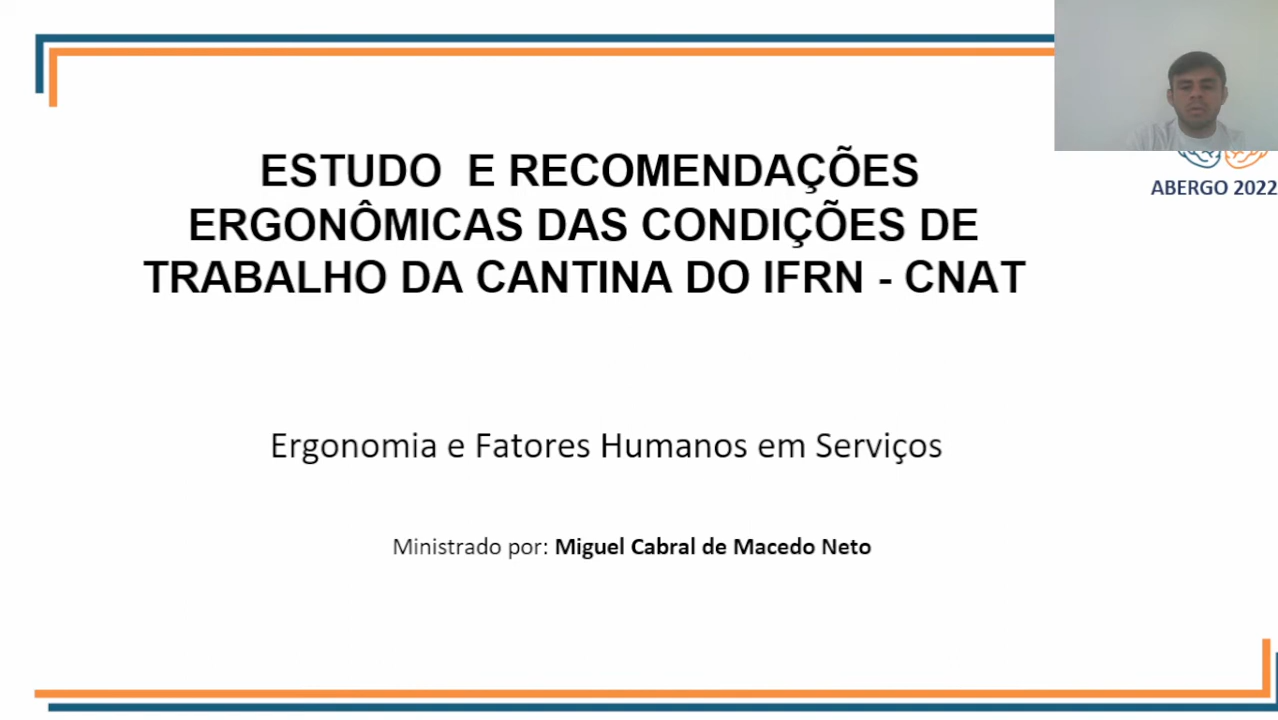 ABERGO 2022
ESTUDO E RECOMENDAÇÕES
ERGONÔMICAS DAS CONDIÇÕES DE
TRABALHO DA CANTINA DO IFRN - CNAT
Ergonomia e Fatores Humanos em Serviços
Ministrado por: Miguel Cabral de Macedo Neto